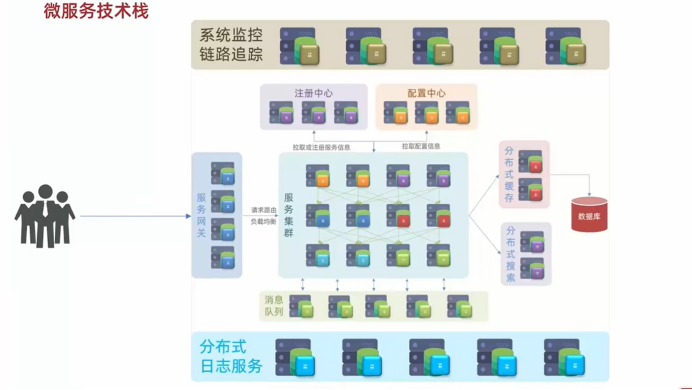 微服务技术栈
系统监控
链路追踪
注册中心
配置中心
拉取或注册服务信息
拉取配置信息
服务网关
请求路由
负载均衡
服务集群
分布式缓存
数据库
分布式搜索
消息
队列
分布式
日志服务